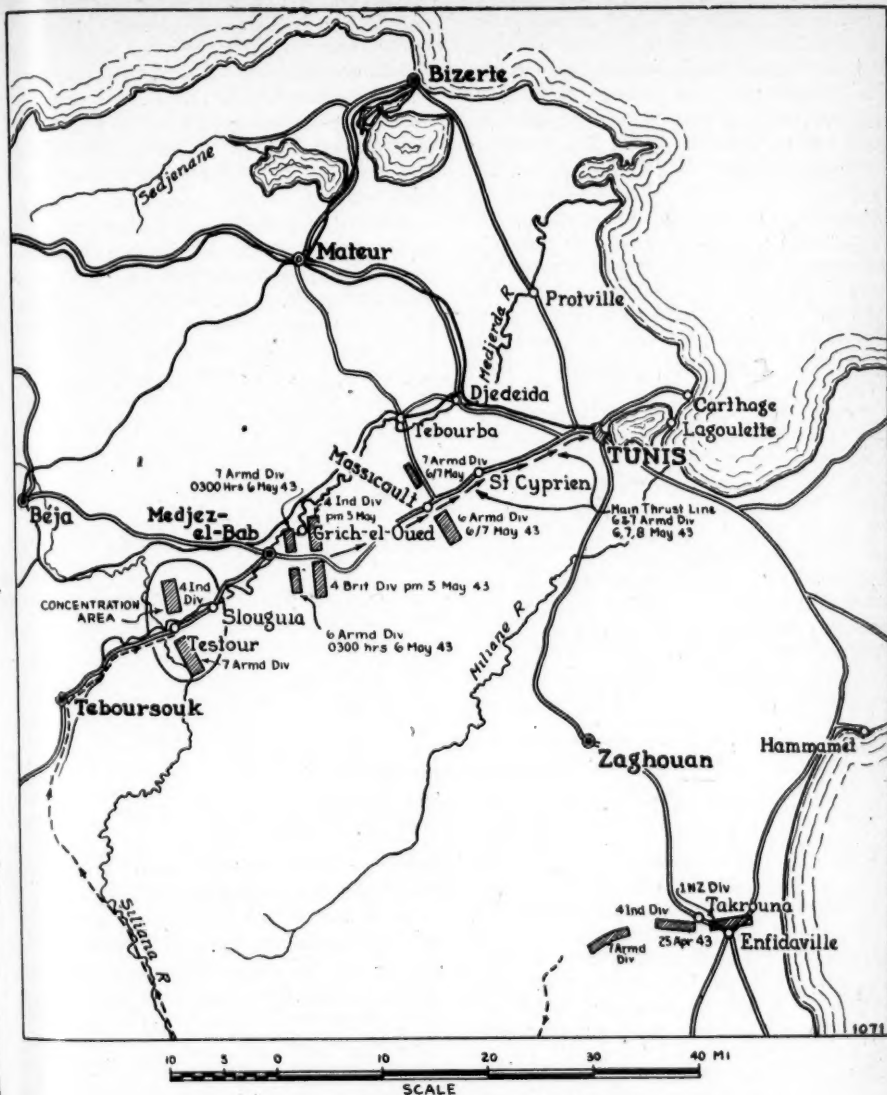 Bizerte
Sedjenane
Mateur
Protville
Medjerda R
Djedeida
Tebourba
Carthage
Lagoulette
TUNIS
7 Armd Div
6/7 May
St Cyprien
Massicault
7 Armd Div
0300 Hrs 6 May 43
4 Ind Div
pm 5 May
Béja
Medjez-
el-Bab
Grich-el-Oued
6 Armd Div
6/7 May 43
Main Thrust Line
6&7 Armd Div
6,7,8 May 43
4 Brit Div pm 5 May 43
CONCENTRATION
AREA
4 Ind
Div
Slouguia
6 Armd Div
0300 hrs 6 May 43
Testour
7 Armd Div
Teboursouk
Miliane R
Zaghouan
Hammamét
Siliana R
1 NZ Div
Takrouna
4 Ind Div
25 Apr 43
Enfidaville
7 Armd
Div
1071
10 5 0 10 20 30 40 MI
SCALE